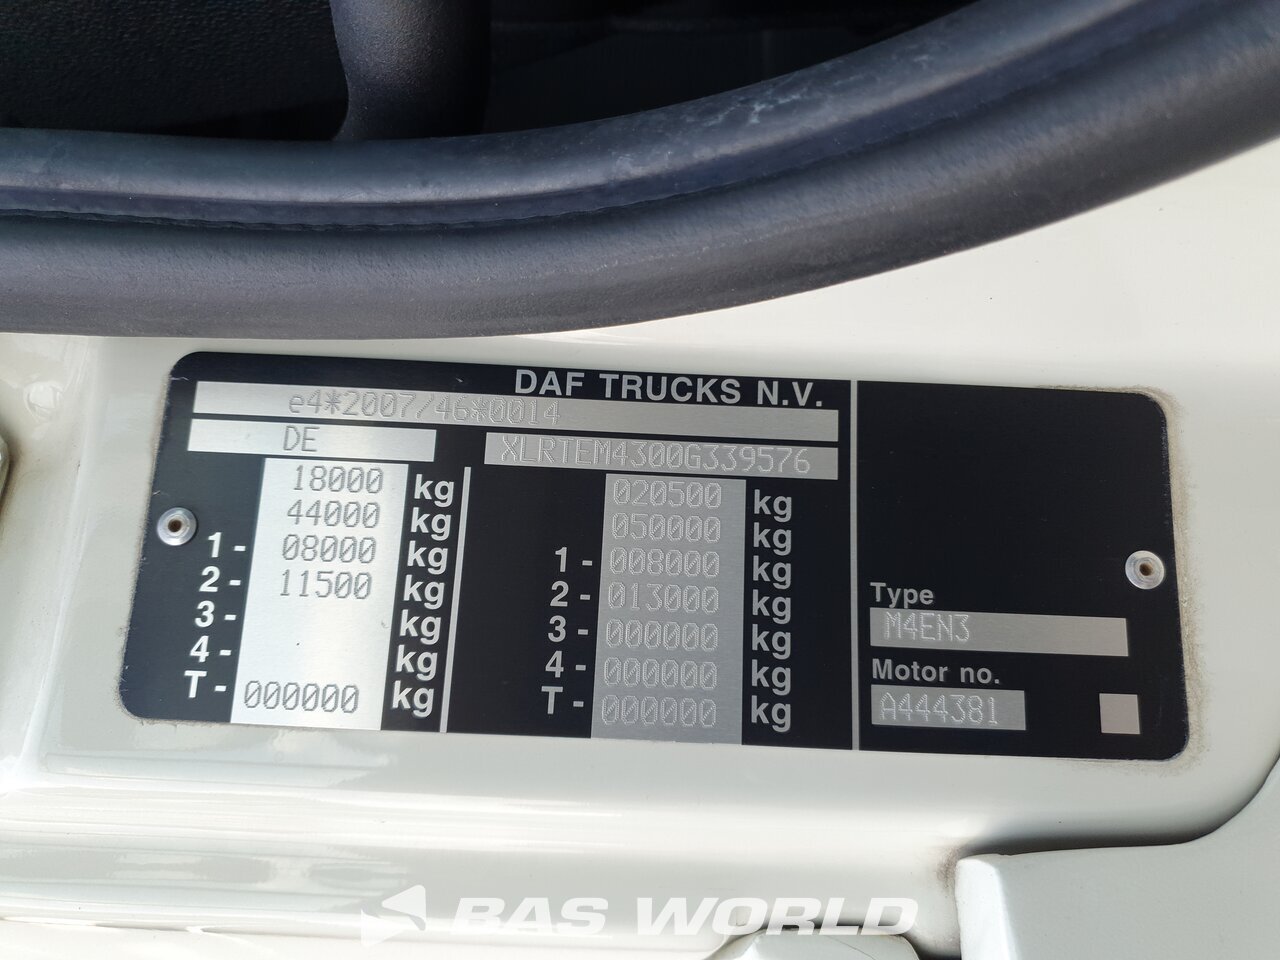 DAF TRUCKS N.V.
e4*2007/46*0014
DE
XLRTEM4300G339576
18000 kg
44000 kg
1- 08000 kg
2- 11500 kg
3- kg
4- kg
T- 000000 kg
020500 kg
050000 kg
1- 008000 kg
2- 013000 kg
3- 000000 kg
4- 000000 kg
T- 000000 kg
Type
M4EN3
Motor no.
A444381
BAS WORLD